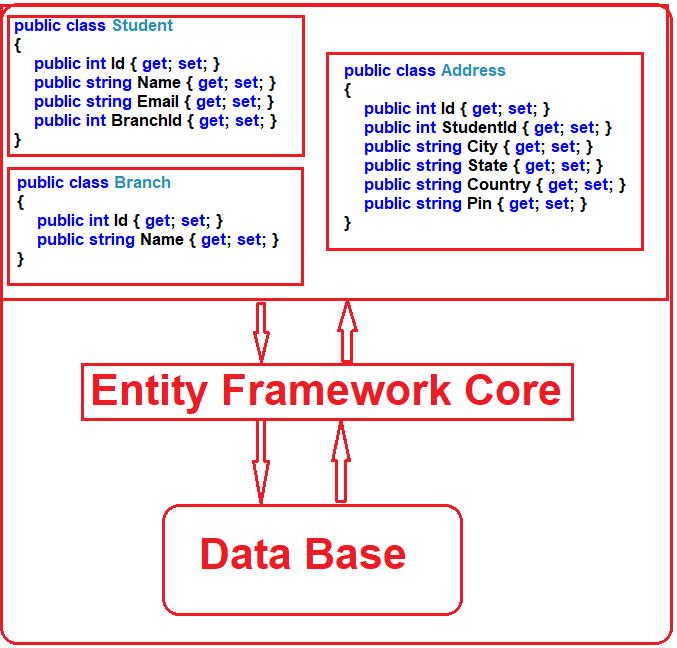 public class Student
{
public int Id { get; set; }
public string Name { get; set; }
public string Email { get; set; }
public int BranchId { get; set; }
}
public class Branch
{
public int Id { get; set; }
public string Name { get; set; }
}
public class Address
{
public int Id { get; set; }
public int StudentId { get; set; }
public string City { get; set; }
public string State { get; set; }
public string Country { get; set; }
public string Pin { get; set; }
}
Entity Framework Core
Data Base